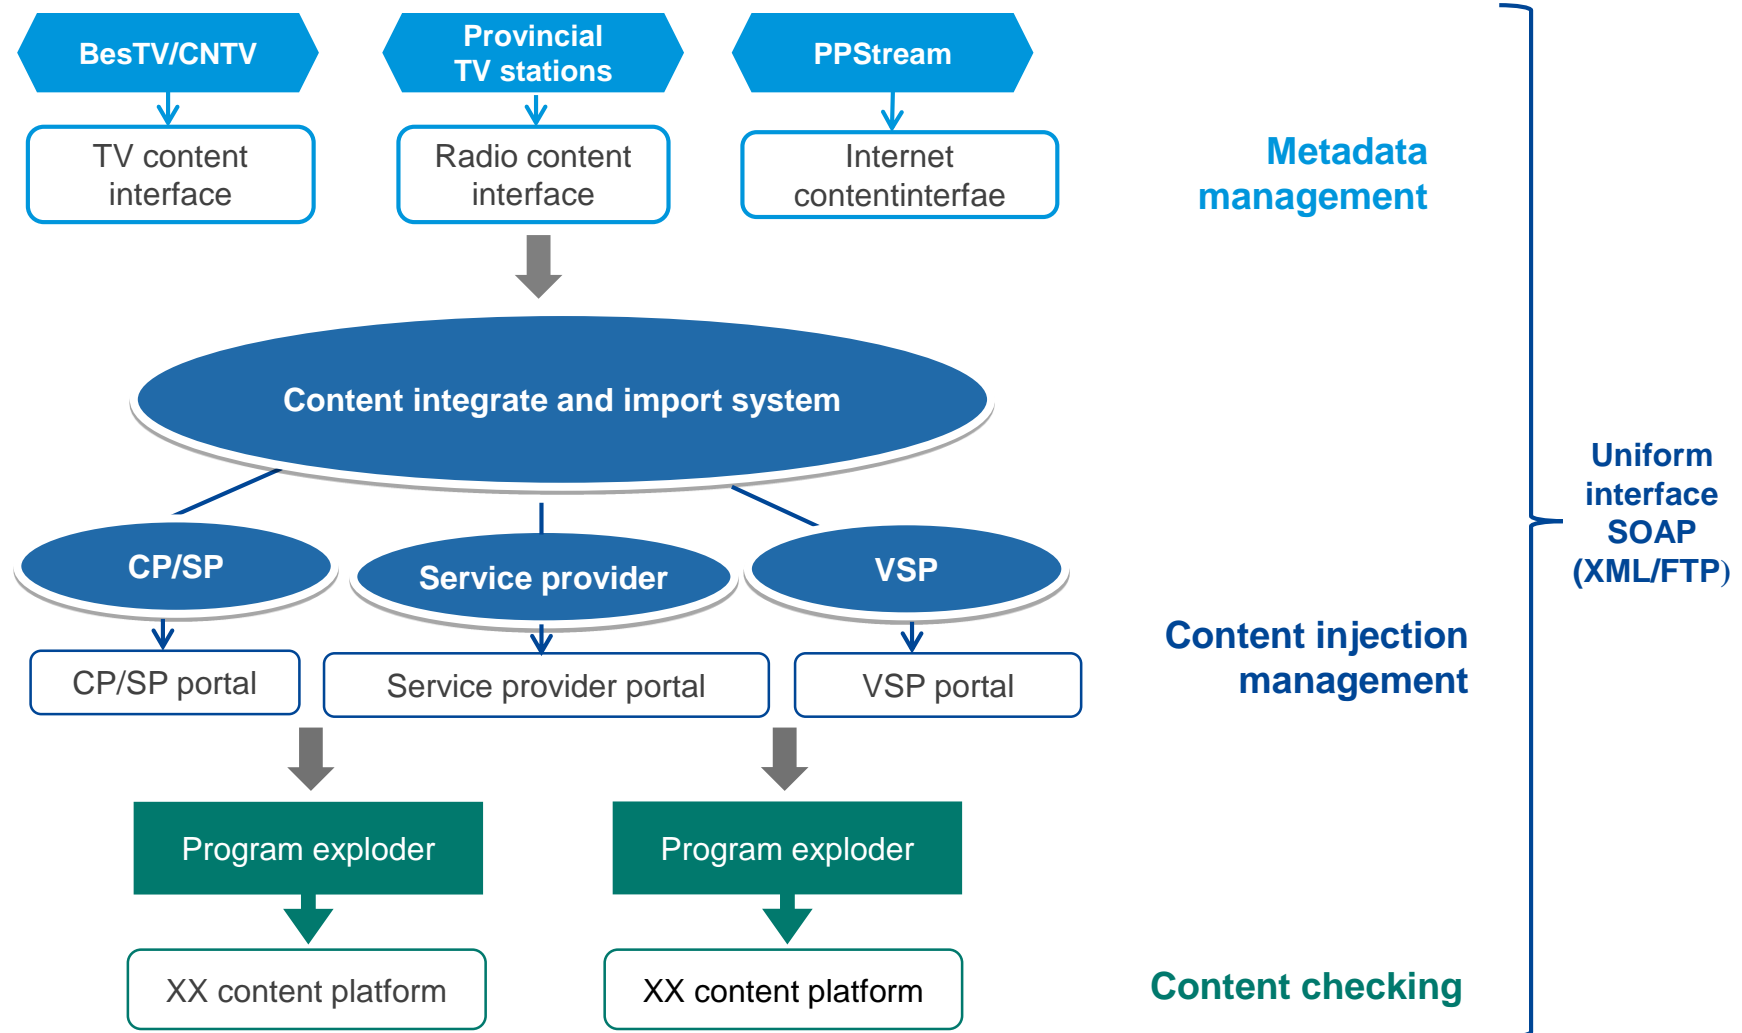 BesTV/CNTV
Provincial
TV stations
PPStream
TV content
interface
Radio content
interface
Internet
contentinterfae
Metadata
management
Content integrate and import system
Uniform
interface
SOAP
(XML/FTP)
CP/SP
Service provider
VSP
CP/SP portal
Service provider portal
VSP portal
Content injection
management
Program exploder
Program exploder
XX content platform
XX content platform
Content checking